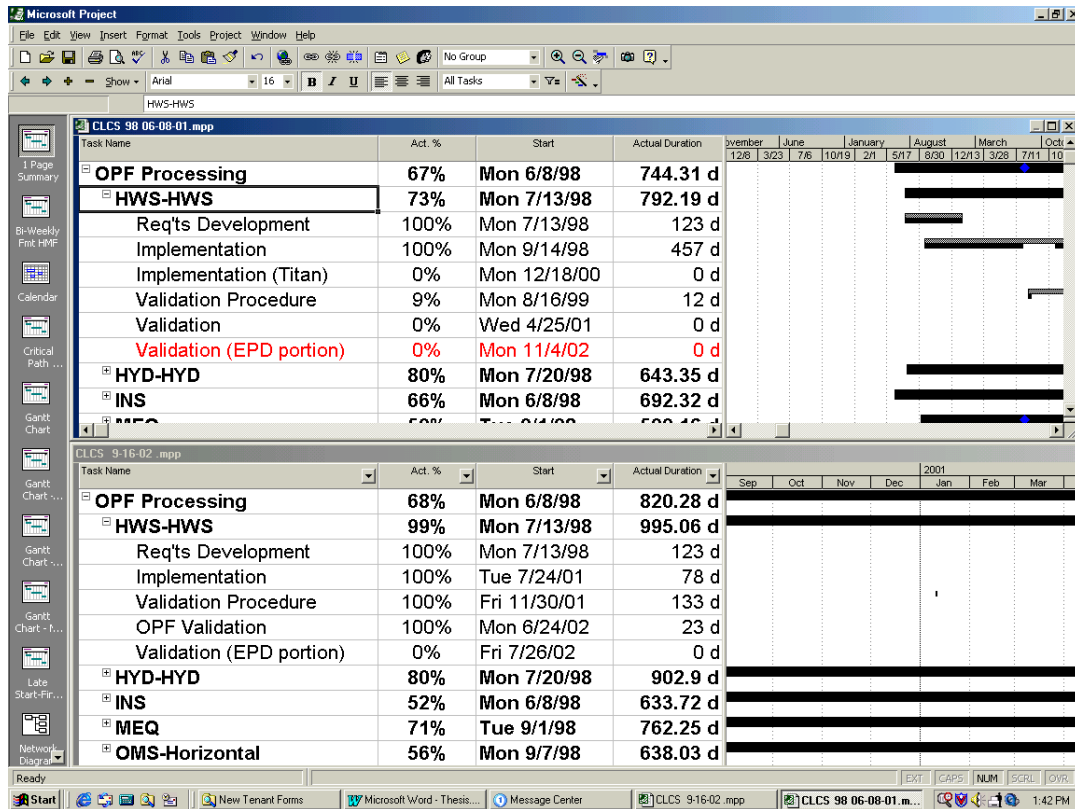 Microsoft Project
File Edit View Insert Format Tools Project Window Help
No Group
Show Arial 16 B I U All Tasks
HWS-HWS
CLCS 98 06-08-01.mpp
Task Name Act. % Start Actual Duration
June January August March
12/8 3/23 7/6 10/19 2/1 5/17 8/30 12/13 3/28 7/11 10
OPF Processing 67% Mon 6/8/98 744.31 d
HWS-HWS 73% Mon 7/13/98 792.19 d
Req'ts Development 100% Mon 7/13/98 123 d
Implementation 100% Mon 9/14/98 457 d
Implementation (Titan) 0% Mon 12/18/00 0 d
Validation Procedure 9% Mon 8/16/99 12 d
Validation 0% Wed 4/25/01 0 d
Validation (EPD portion) 0% Mon 11/4/02 0 d
HYD-HYD 80% Mon 7/20/98 643.35 d
INS 66% Mon 6/8/98 692.32 d
CLCS 9-16-02 .mpp
Task Name Act. % Start Actual Duration
2001
Sep Oct Nov Dec Jan Feb Mar
OPF Processing 68% Mon 6/8/98 820.28 d
HWS-HWS 99% Mon 7/13/98 995.06 d
Req'ts Development 100% Mon 7/13/98 123 d
Implementation 100% Tue 7/24/01 78 d
Validation Procedure 100% Fri 11/30/01 133 d
OPF Validation 100% Mon 6/24/02 23 d
Validation (EPD portion) 0% Fri 7/26/02 0 d
HYD-HYD 80% Mon 7/20/98 902.9 d
INS 52% Mon 6/8/98 633.72 d
MEQ 71% Tue 9/1/98 762.25 d
OMS-Horizontal 56% Mon 9/7/98 638.03 d
1 Page
Summary
Bi-Weekly
Fmt HMF
Calendar
Critical
Path ...
Gantt
Chart
Gantt
Chart -...
Gantt
Chart -...
Gantt
Chart - ...
Late
Start-Fir...
Network
Diagram
Ready EXT CAPS NUM SCRL OVR
Start New Tenant Forms Microsoft Word - Thesis.... Message Center CLCS 9-16-02 .mpp CLCS 98 06-08-01.m... 1:42 PM